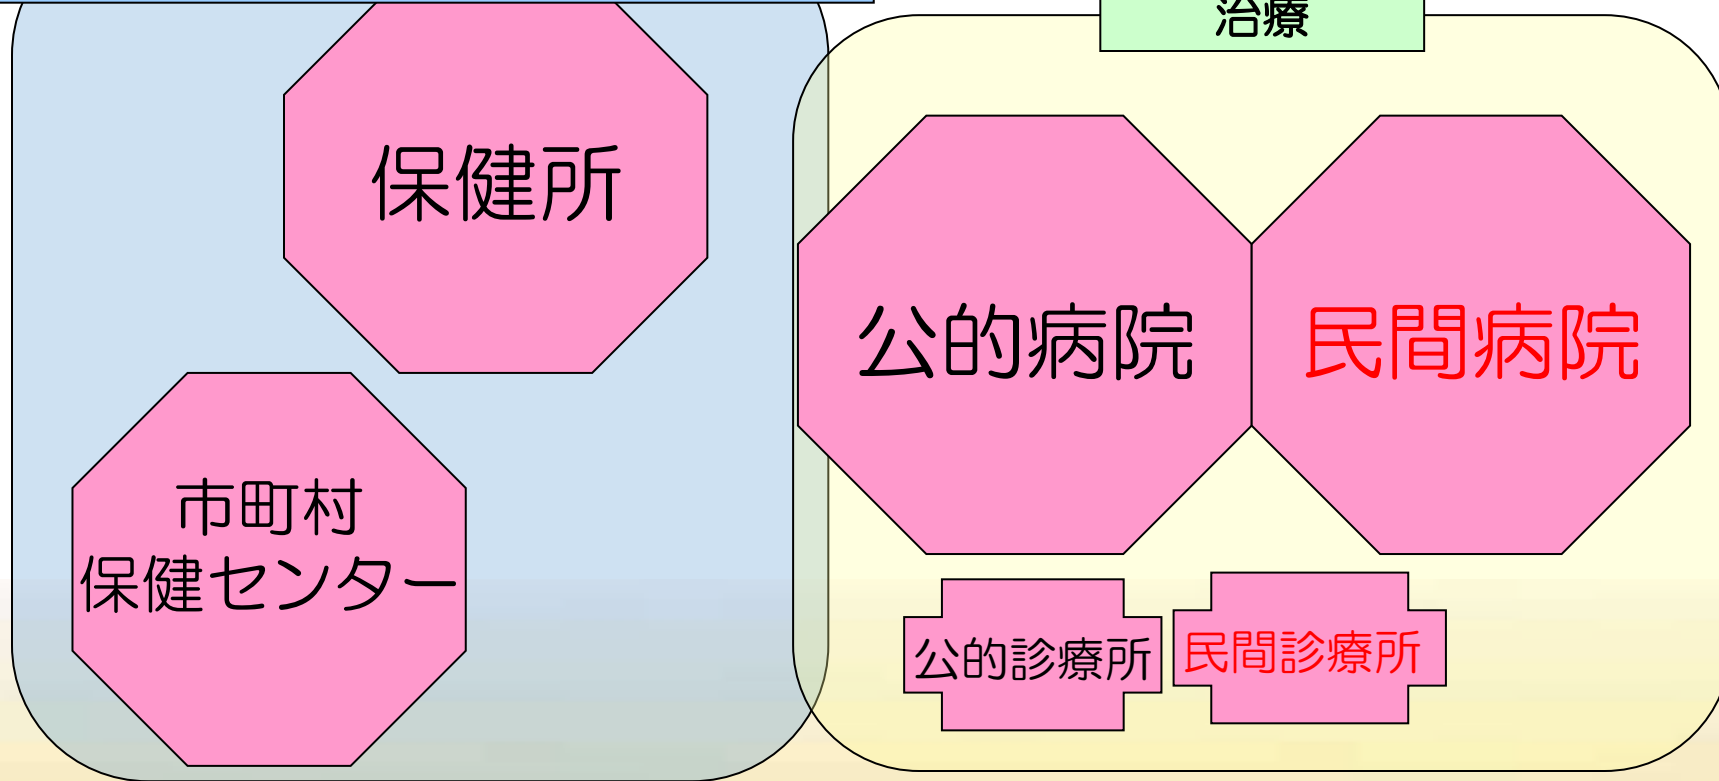 治療
保健所
公的病院
民間病院
市町村
保健センター
公的診療所
民間診療所